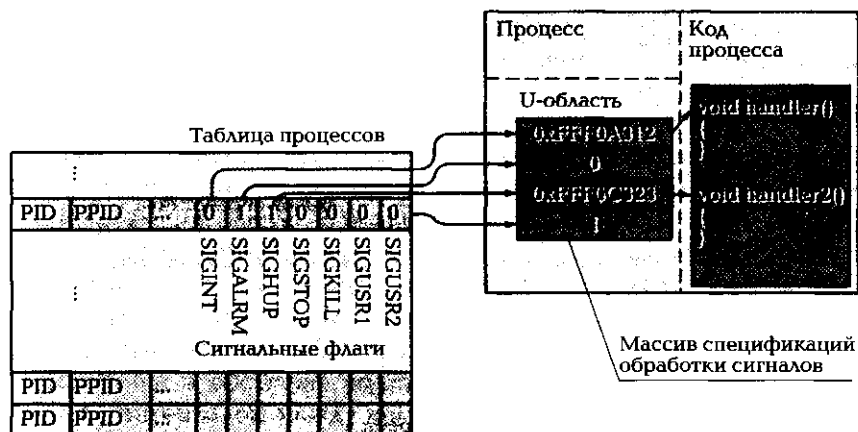 Процесс
Код
процесса
U-область
0xFFF0A312
0
0xFFF0C323
1
void handler()
{
}
void handler2()
{
}
Таблица процессов
⋮
PID PPID ... 0 1 1 0 0 0 0
⋮
SIGINT
SIGALRM
SIGHUP
SIGSTOP
SIGKILL
SIGUSR1
SIGUSR2
Сигнальные флаги
PID PPID ...
PID PPID ...
Массив спецификаций
обработки сигналов